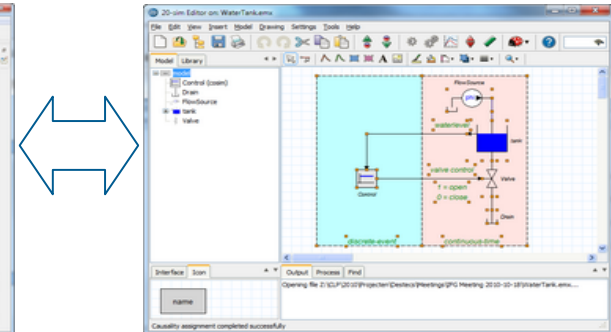 20-sim Editor on: WaterTank.emx
File Edit View Insert Model Drawing Settings Tools Help
Model Library
model
Control (cosim)
Drain
FlowSource
tank
Valve
FlowSource
waterlevel
tank
valve control
Valve
1 = open
0 = close
Control
Drain
discrete-event continuous-time
Interface Icon
Output Process Find
name
Opening file Z:\CLP\2010\Projecten\Destecs\Meetings\IFG Meeting 2010-10-18\WaterTank.emx...
Causality assignment completed successfully